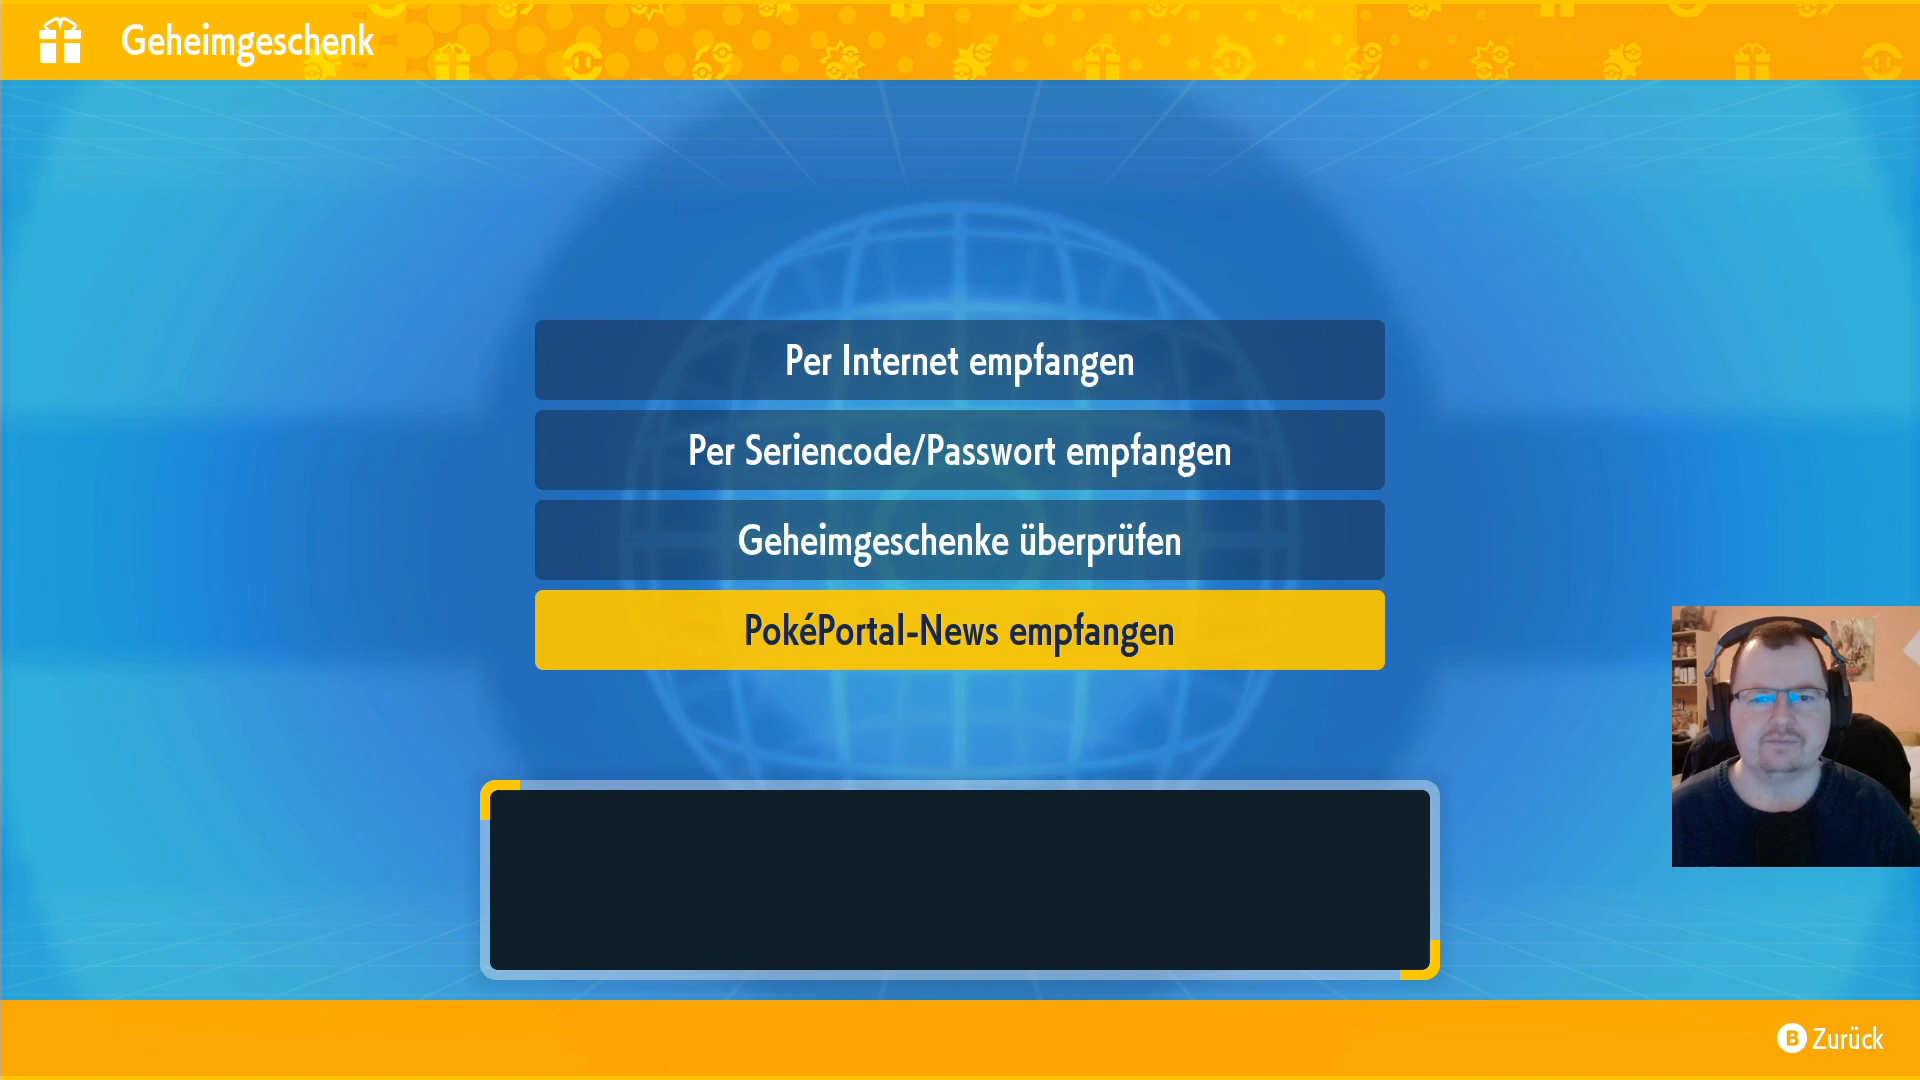 Geheimgeschenk
Per Internet empfangen
Per Seriencode/Passwort empfangen
Geheimgeschenke überprüfen
PokéPortal-News empfangen
B Zurück